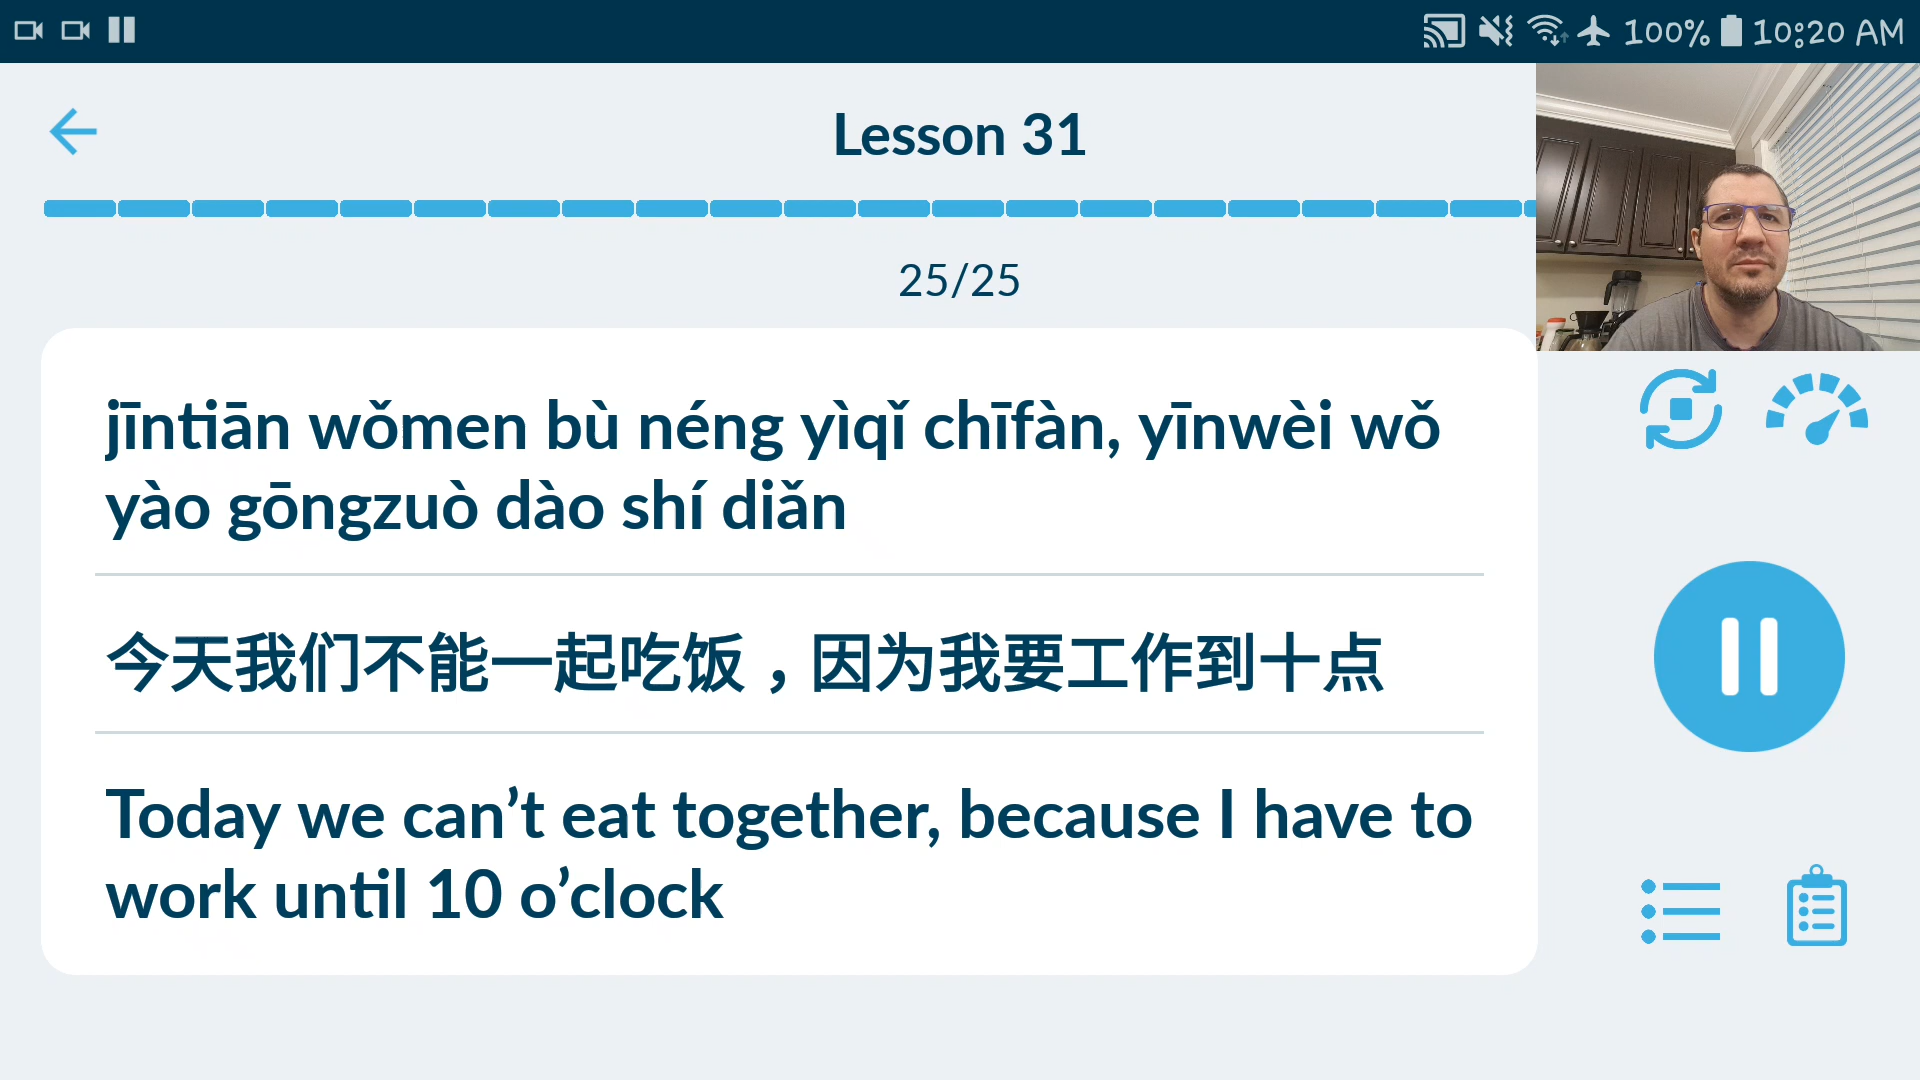 100% 10:20 AM
Lesson 31
25/25
jīntiān wǒmen bù néng yìqǐ chīfàn, yīnwèi wǒ
yào gōngzuò dào shí diǎn
今天我们不能一起吃饭，因为我要工作到十点
Today we can’t eat together, because I have to
work until 10 o’clock